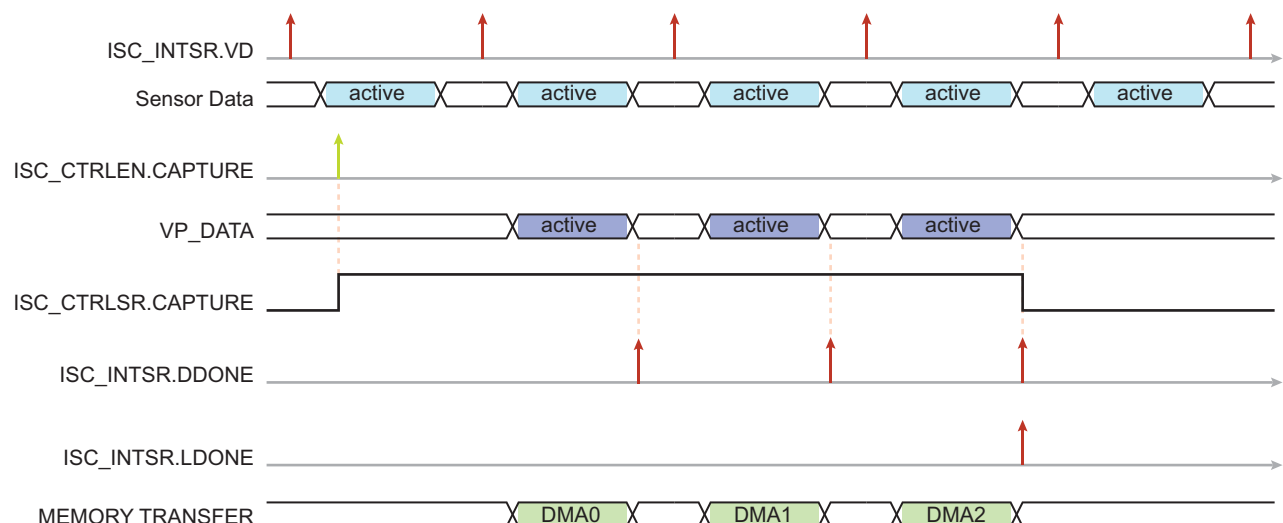 ISC_INTSR.VD
Sensor Data active active active active active
ISC_CTRLEN.CAPTURE
VP_DATA active active active
ISC_CTRLSR.CAPTURE
ISC_INTSR.DDONE
ISC_INTSR.LDONE
MEMORY TRANSFER DMA0 DMA1 DMA2